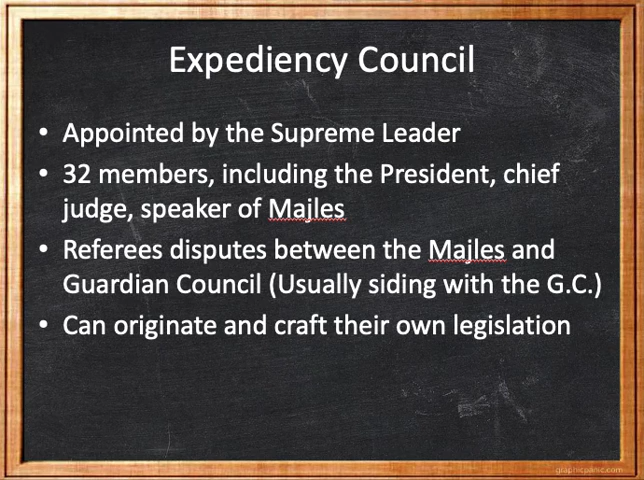 Expediency Council
• Appointed by the Supreme Leader
• 32 members, including the President, chief
judge, speaker of Majles
• Referees disputes between the Majles and
Guardian Council (Usually siding with the G.C.)
• Can originate and craft their own legislation
graphicpanic.com